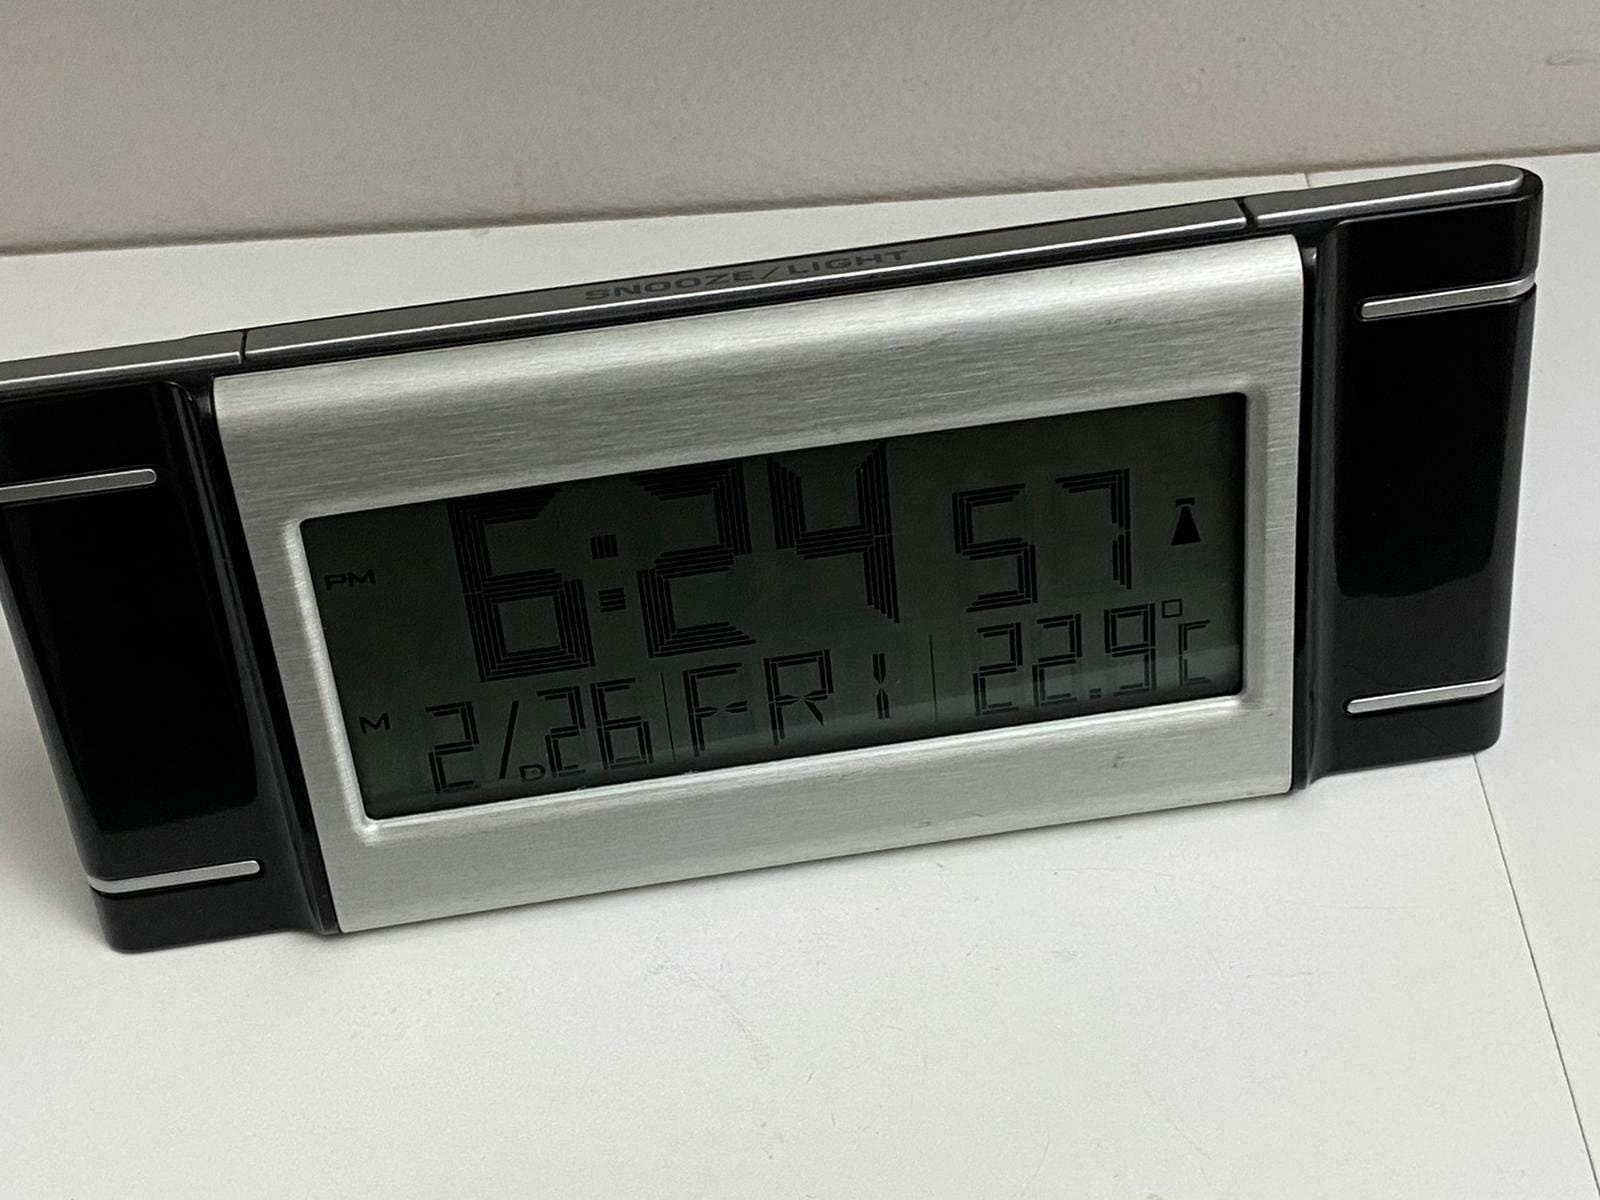 SNOOZE/LIGHT
PM 6:24 57
M 2/D26 FRI 22.9°C